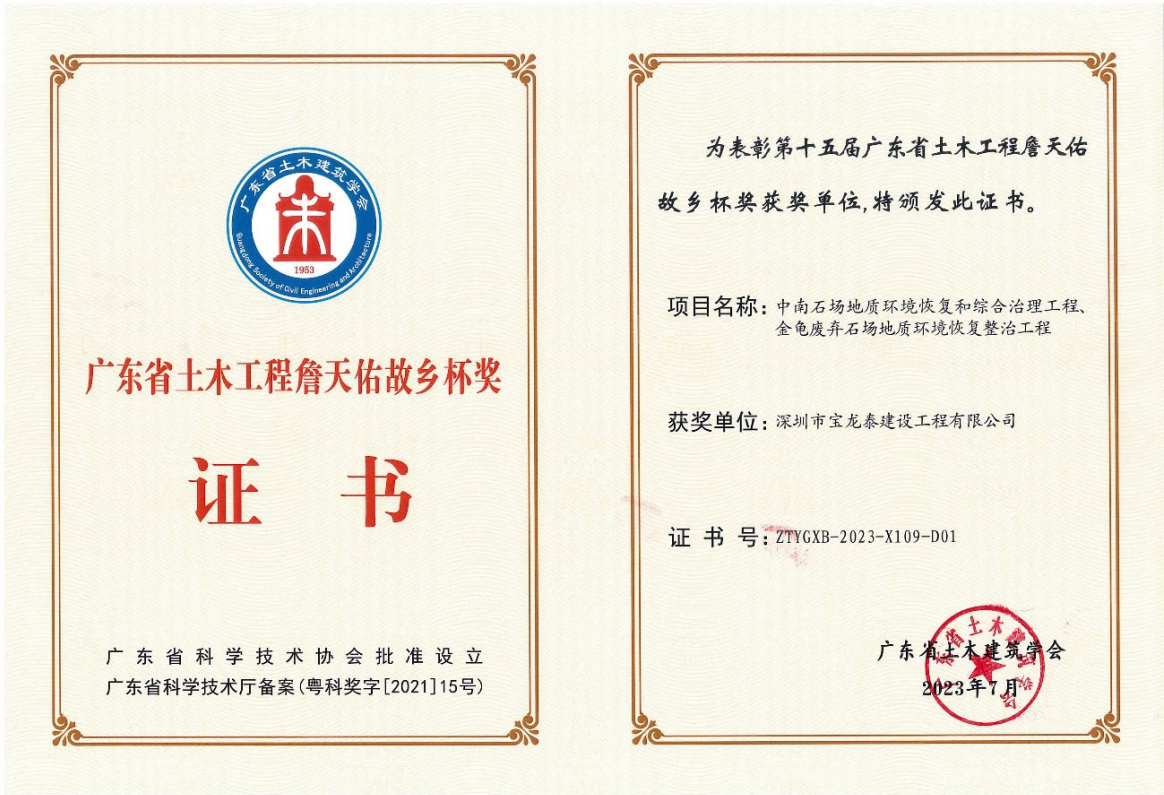 广东省土木建筑学会
1953
Guangdong Society of Civil Engineering and Architecture
广东省土木工程詹天佑故乡杯奖
证 书
广东省科学技术协会批准设立
广东省科学技术厅备案(粤科奖字[2021]15号)
为表彰第十五届广东省土木工程詹天佑
故乡杯奖获奖单位,特颁发此证书。
项目名称：中南石场地质环境恢复和综合治理工程、
金龟废弃石场地质环境恢复整治工程
获奖单位：深圳市宝龙泰建设工程有限公司
证 书 号：ZTYGXB-2023-X109-D01
广东省土木建筑学会
2023年7月
广东省土木建筑学会